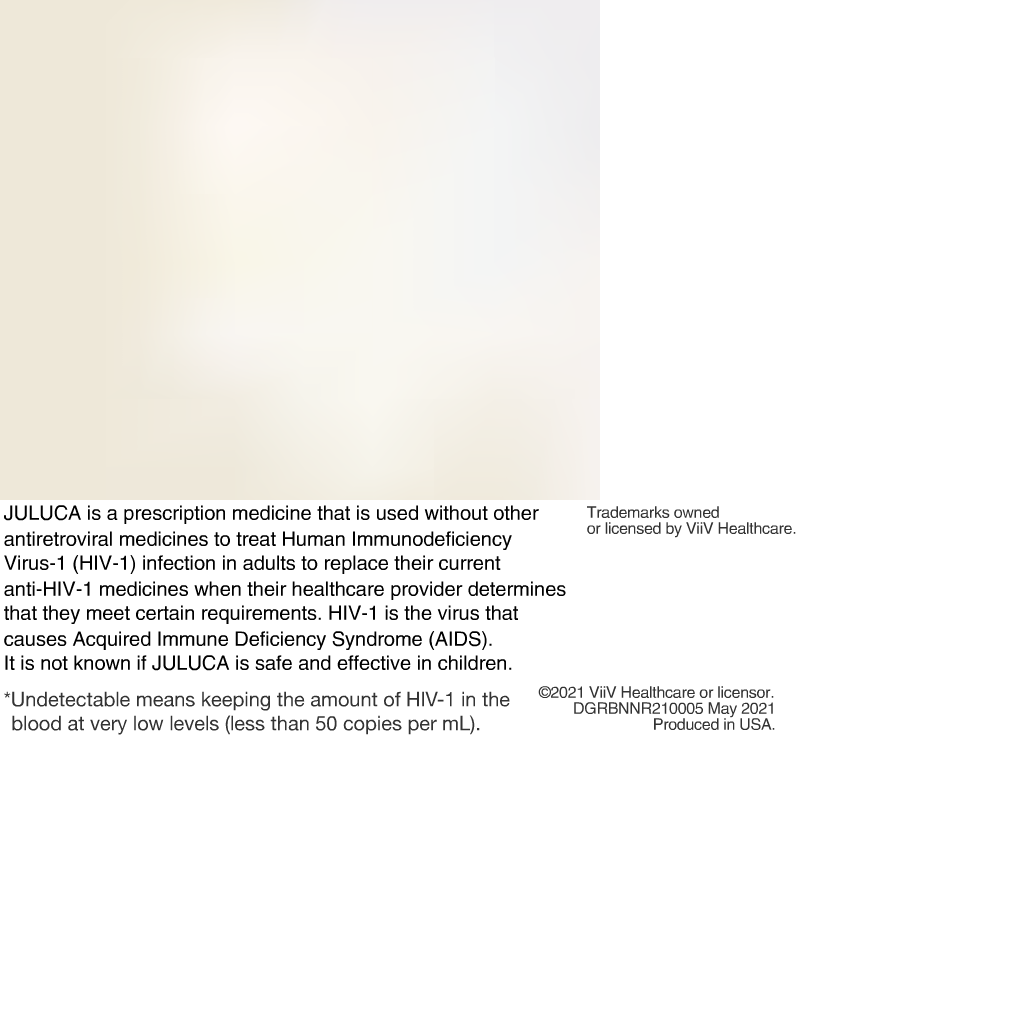 JULUCA is a prescription medicine that is used without other
antiretroviral medicines to treat Human Immunodeficiency
Virus-1 (HIV-1) infection in adults to replace their current
anti-HIV-1 medicines when their healthcare provider determines
that they meet certain requirements. HIV-1 is the virus that
causes Acquired Immune Deficiency Syndrome (AIDS).
It is not known if JULUCA is safe and effective in children.
*Undetectable means keeping the amount of HIV-1 in the
blood at very low levels (less than 50 copies per mL).
Trademarks owned
or licensed by ViiV Healthcare.
©2021 ViiV Healthcare or licensor.
DGRBNNR210005 May 2021
Produced in USA.